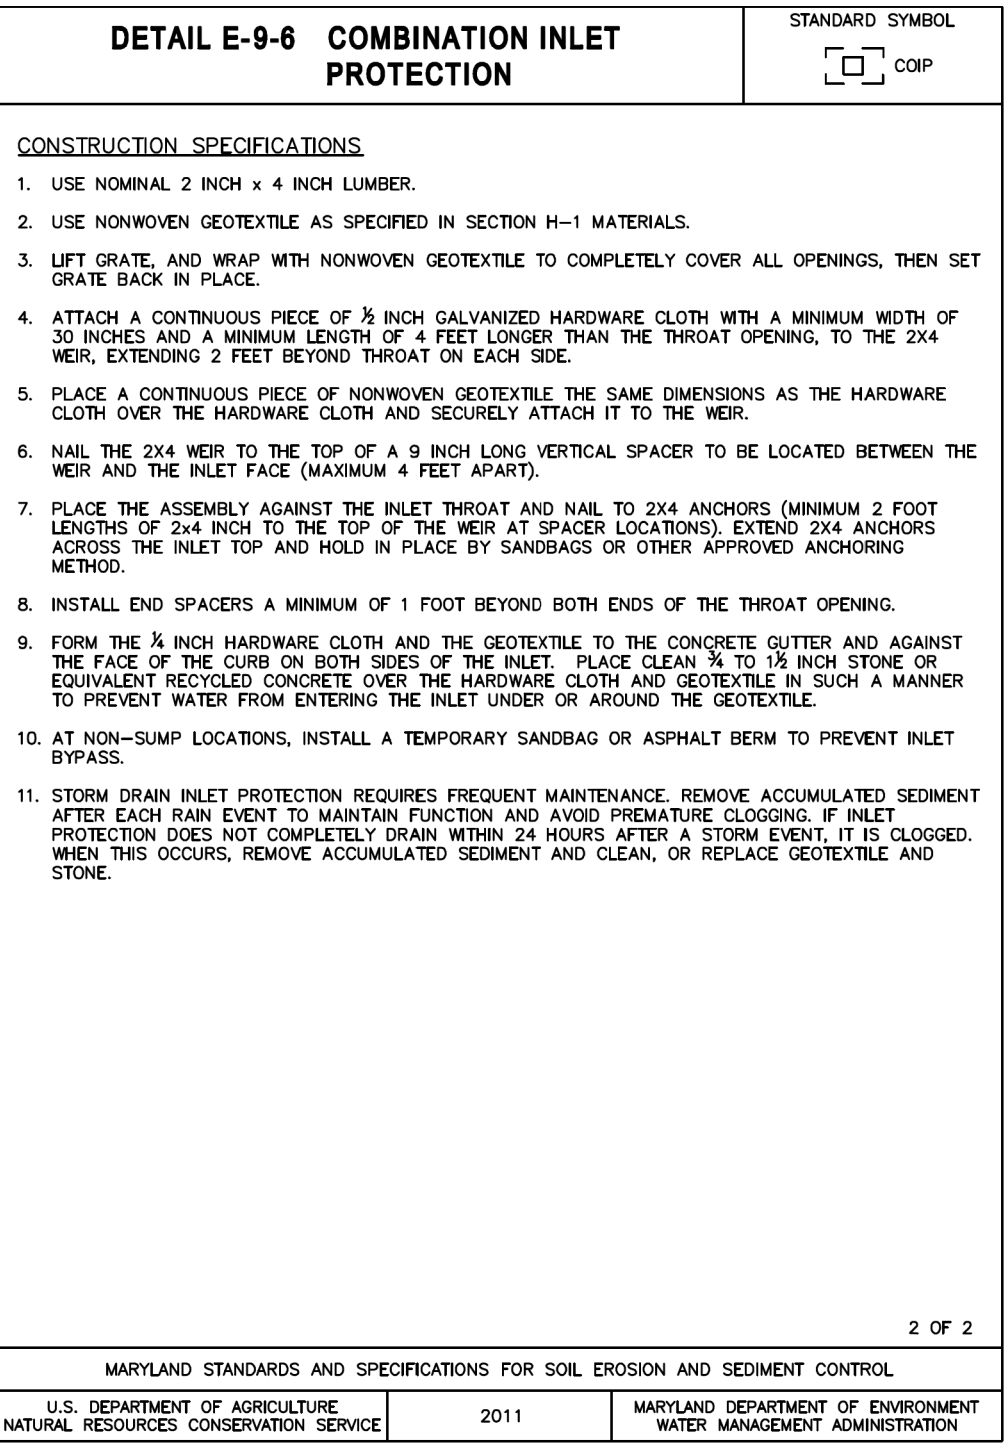 DETAIL E-9-6 COMBINATION INLET
PROTECTION
STANDARD SYMBOL
COIP
CONSTRUCTION SPECIFICATIONS
1. USE NOMINAL 2 INCH x 4 INCH LUMBER.
2. USE NONWOVEN GEOTEXTILE AS SPECIFIED IN SECTION H-1 MATERIALS.
3. LIFT GRATE, AND WRAP WITH NONWOVEN GEOTEXTILE TO COMPLETELY COVER ALL OPENINGS, THEN SET
GRATE BACK IN PLACE.
4. ATTACH A CONTINUOUS PIECE OF ½ INCH GALVANIZED HARDWARE CLOTH WITH A MINIMUM WIDTH OF
30 INCHES AND A MINIMUM LENGTH OF 4 FEET LONGER THAN THE THROAT OPENING, TO THE 2X4
WEIR, EXTENDING 2 FEET BEYOND THROAT ON EACH SIDE.
5. PLACE A CONTINUOUS PIECE OF NONWOVEN GEOTEXTILE THE SAME DIMENSIONS AS THE HARDWARE
CLOTH OVER THE HARDWARE CLOTH AND SECURELY ATTACH IT TO THE WEIR.
6. NAIL THE 2X4 WEIR TO THE TOP OF A 9 INCH LONG VERTICAL SPACER TO BE LOCATED BETWEEN THE
WEIR AND THE INLET FACE (MAXIMUM 4 FEET APART).
7. PLACE THE ASSEMBLY AGAINST THE INLET THROAT AND NAIL TO 2X4 ANCHORS (MINIMUM 2 FOOT
LENGTHS OF 2x4 INCH TO THE TOP OF THE WEIR AT SPACER LOCATIONS). EXTEND 2X4 ANCHORS
ACROSS THE INLET TOP AND HOLD IN PLACE BY SANDBAGS OR OTHER APPROVED ANCHORING
METHOD.
8. INSTALL END SPACERS A MINIMUM OF 1 FOOT BEYOND BOTH ENDS OF THE THROAT OPENING.
9. FORM THE ¼ INCH HARDWARE CLOTH AND THE GEOTEXTILE TO THE CONCRETE GUTTER AND AGAINST
THE FACE OF THE CURB ON BOTH SIDES OF THE INLET. PLACE CLEAN ¾ TO 1½ INCH STONE OR
EQUIVALENT RECYCLED CONCRETE OVER THE HARDWARE CLOTH AND GEOTEXTILE IN SUCH A MANNER
TO PREVENT WATER FROM ENTERING THE INLET UNDER OR AROUND THE GEOTEXTILE.
10. AT NON-SUMP LOCATIONS, INSTALL A TEMPORARY SANDBAG OR ASPHALT BERM TO PREVENT INLET
BYPASS.
11. STORM DRAIN INLET PROTECTION REQUIRES FREQUENT MAINTENANCE. REMOVE ACCUMULATED SEDIMENT
AFTER EACH RAIN EVENT TO MAINTAIN FUNCTION AND AVOID PREMATURE CLOGGING. IF INLET
PROTECTION DOES NOT COMPLETELY DRAIN WITHIN 24 HOURS AFTER A STORM EVENT, IT IS CLOGGED.
WHEN THIS OCCURS, REMOVE ACCUMULATED SEDIMENT AND CLEAN, OR REPLACE GEOTEXTILE AND
STONE.
2 OF 2
MARYLAND STANDARDS AND SPECIFICATIONS FOR SOIL EROSION AND SEDIMENT CONTROL
U.S. DEPARTMENT OF AGRICULTURE
NATURAL RESOURCES CONSERVATION SERVICE
2011
MARYLAND DEPARTMENT OF ENVIRONMENT
WATER MANAGEMENT ADMINISTRATION